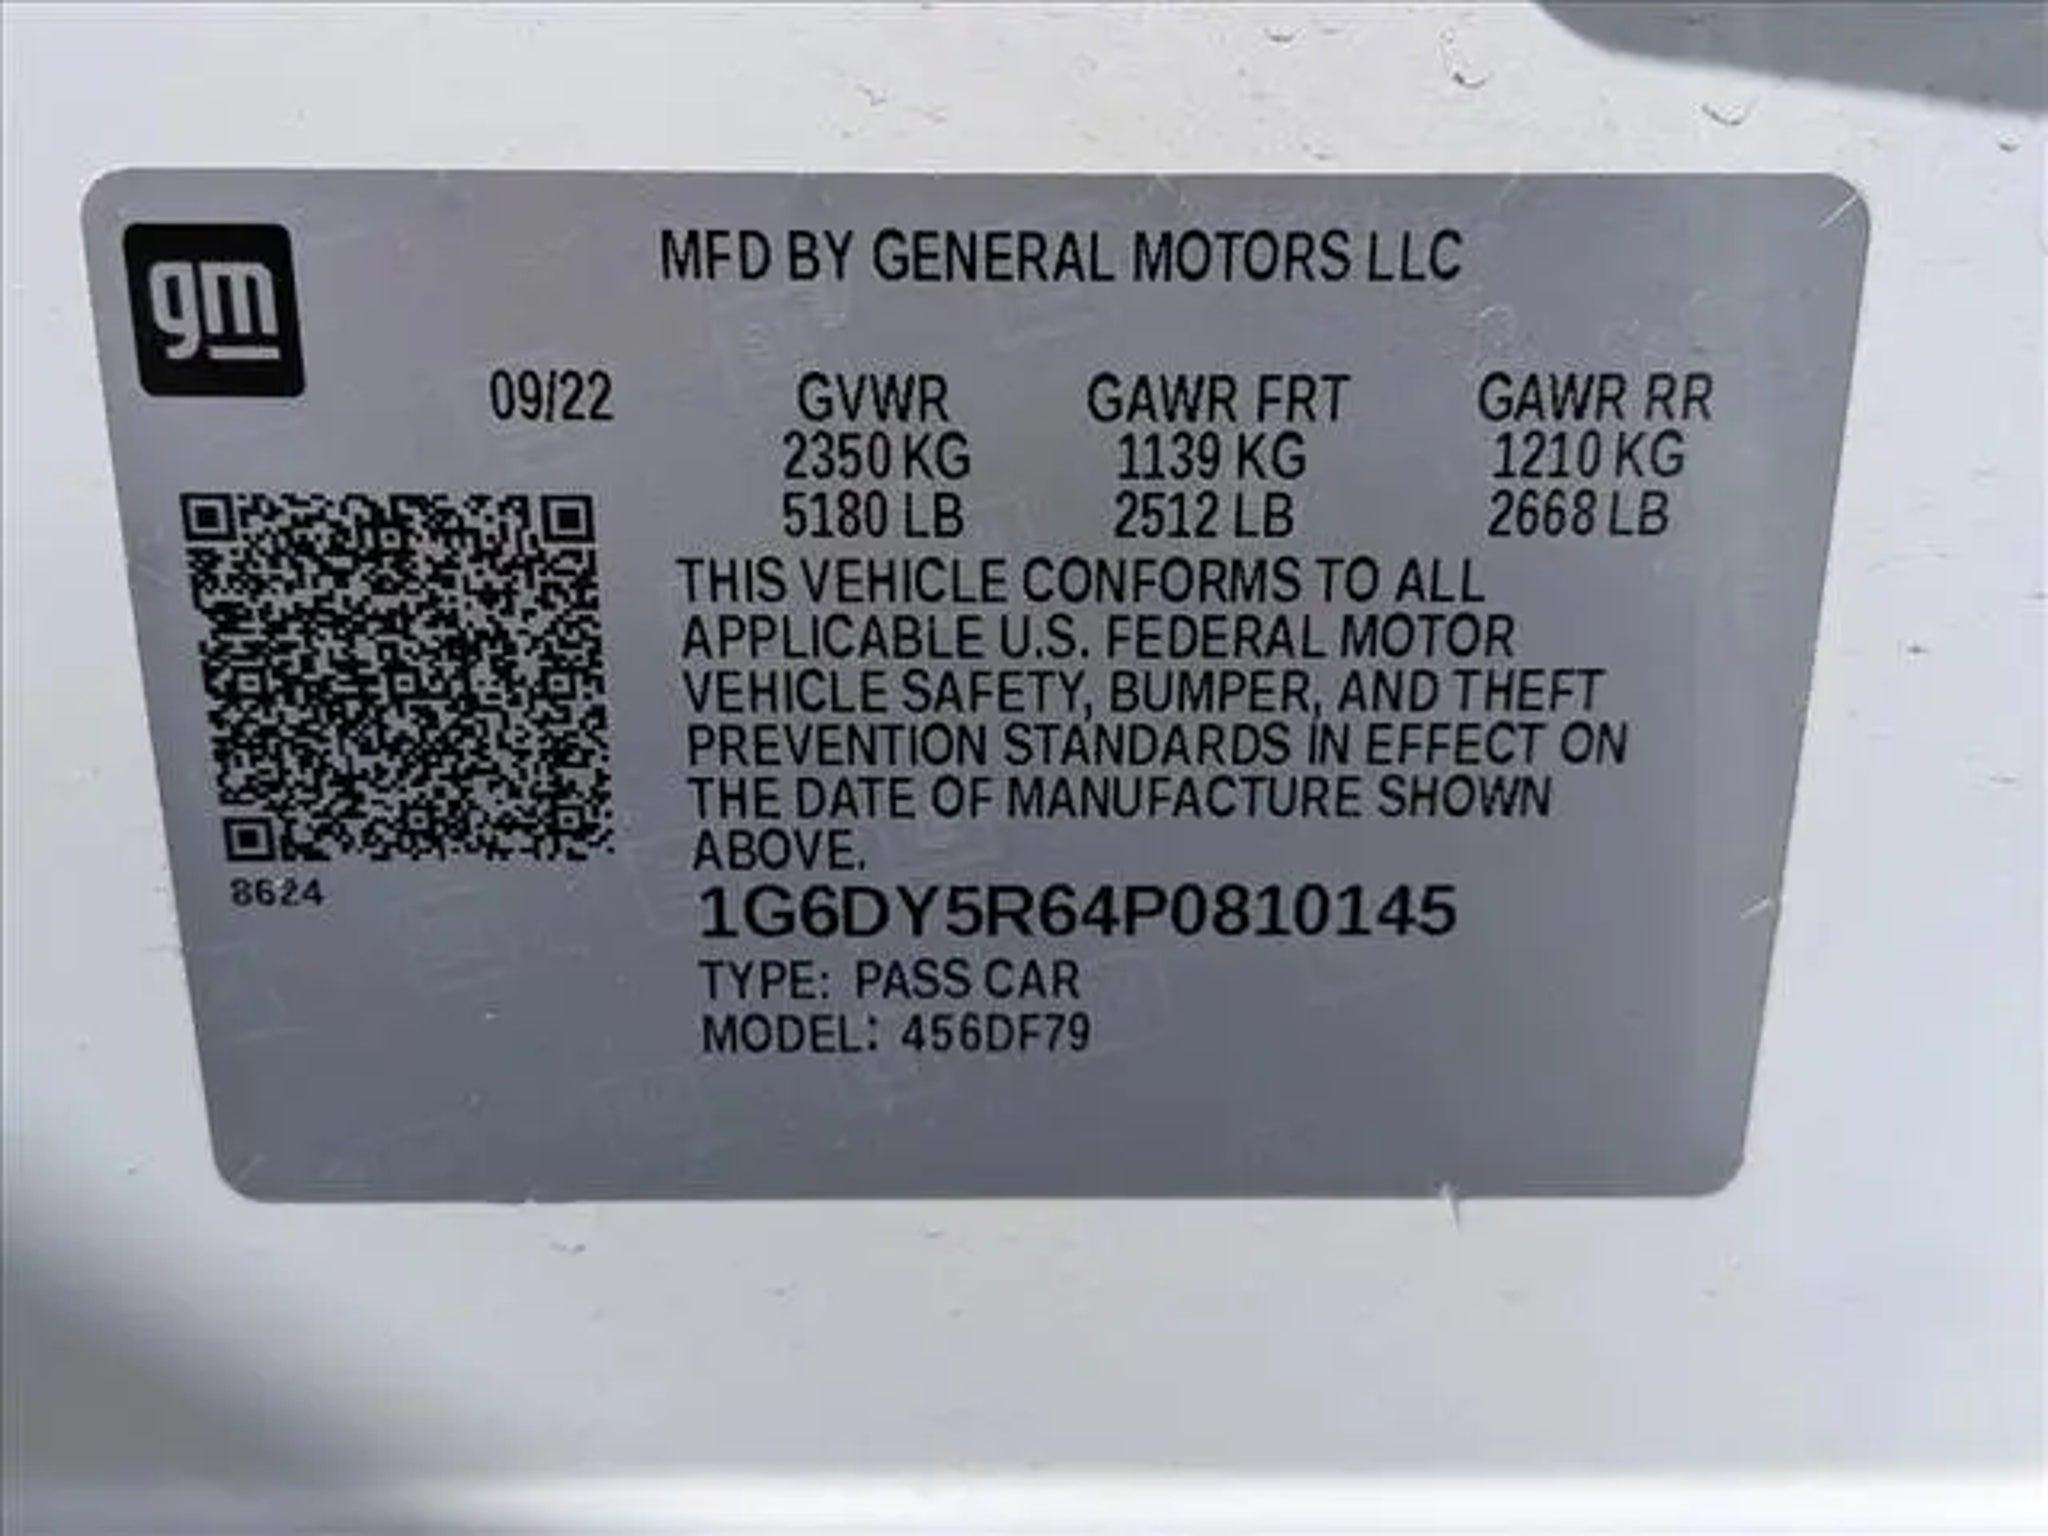 gm
MFD BY GENERAL MOTORS LLC
09/22 GVWR GAWR FRT GAWR RR
2350 KG 1139 KG 1210 KG
5180 LB 2512 LB 2668 LB
THIS VEHICLE CONFORMS TO ALL
APPLICABLE U.S. FEDERAL MOTOR
VEHICLE SAFETY, BUMPER, AND THEFT
PREVENTION STANDARDS IN EFFECT ON
THE DATE OF MANUFACTURE SHOWN
ABOVE.
8624
1G6DY5R64P0810145
TYPE: PASS CAR
MODEL: 456DF79